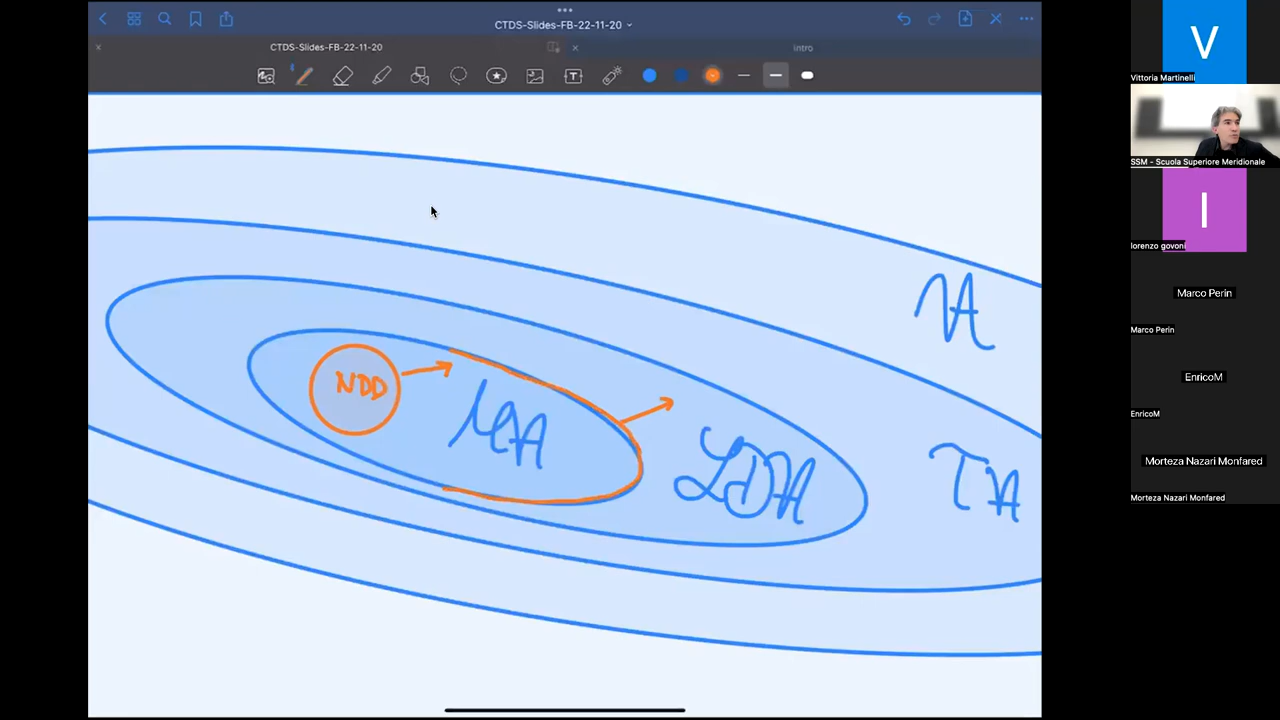 CTDS-Slides-FB-22-11-20
CTDS-Slides-FB-22-11-20
Intro
T
NDD
MA
LDA
TA
V
Vittoria Martinelli
SSM - Scuola Superiore Meridionale
I
lorenzo govoni
Marco Perin
Marco Perin
EnricoM
EnricoM
Morteza Nazari Monfared
Morteza Nazari Monfared